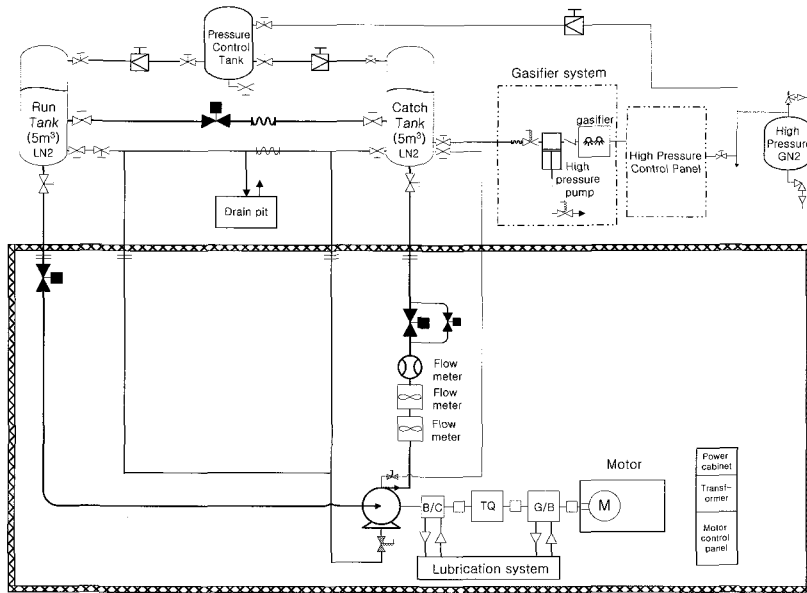 Pressure
Control
Tank
Run
Tank
(5m³)
LN2
Catch
Tank
(5m³)
LN2
Gasifier system
gasifier
High
pressure
pump
High Pressure
Control Panel
High
Pressure
GN2
Drain pit
Flow
meter
Flow
meter
Flow
meter
B/C
TQ
G/B
Motor
M
Lubrication system
Power
cabinet
Transf-
ormer
Motor
control
panel